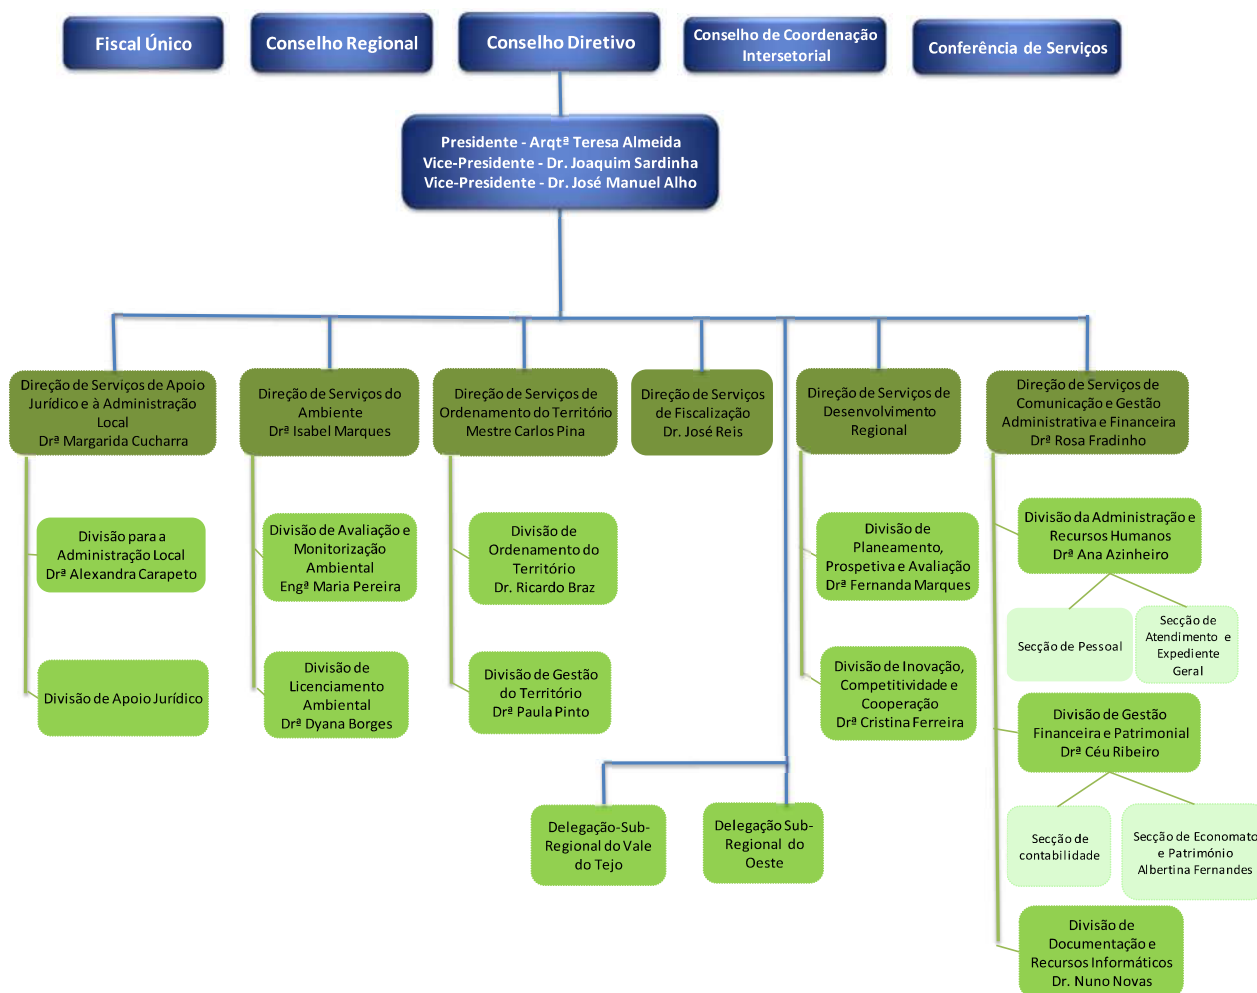 Fiscal Único
Conselho Regional
Conselho Diretivo
Conselho de Coordenação
Intersetorial
Conferência de Serviços
Presidente - Arqtª Teresa Almeida
Vice-Presidente - Dr. Joaquim Sardinha
Vice-Presidente - Dr. José Manuel Alho
Direção de Serviços de Apoio
Jurídico e à Administração
Local
Drª Margarida Cucharra
Direção de Serviços do
Ambiente
Drª Isabel Marques
Direção de Serviços de
Ordenamento do Território
Mestre Carlos Pina
Direção de Serviços
de Fiscalização
Dr. José Reis
Direção de Serviços de
Desenvolvimento
Regional
Direção de Serviços de
Comunicação e Gestão
Administrativa e Financeira
Drª Rosa Fradinho
Divisão para a
Administração Local
Drª Alexandra Carapeto
Divisão de Apoio Jurídico
Divisão de Avaliação e
Monitorização
Ambiental
Engª Maria Pereira
Divisão de
Licenciamento
Ambiental
Drª Dyana Borges
Divisão de
Ordenamento do
Território
Dr. Ricardo Braz
Divisão de Gestão
do Território
Drª Paula Pinto
Delegação-Sub-
Regional do Vale
do Tejo
Delegação Sub-
Regional do
Oeste
Divisão de
Planeamento,
Prospetiva e Avaliação
Drª Fernanda Marques
Divisão de Inovação,
Competitividade e
Cooperação
Drª Cristina Ferreira
Divisão da Administração e
Recursos Humanos
Drª Ana Azinheiro
Secção de Pessoal
Secção de
Atendimento e
Expediente
Geral
Divisão de Gestão
Financeira e Patrimonial
Drª Céu Ribeiro
Secção de
contabilidade
Secção de Economato
e Património
Albertina Fernandes
Divisão de
Documentação e
Recursos Informáticos
Dr. Nuno Novas